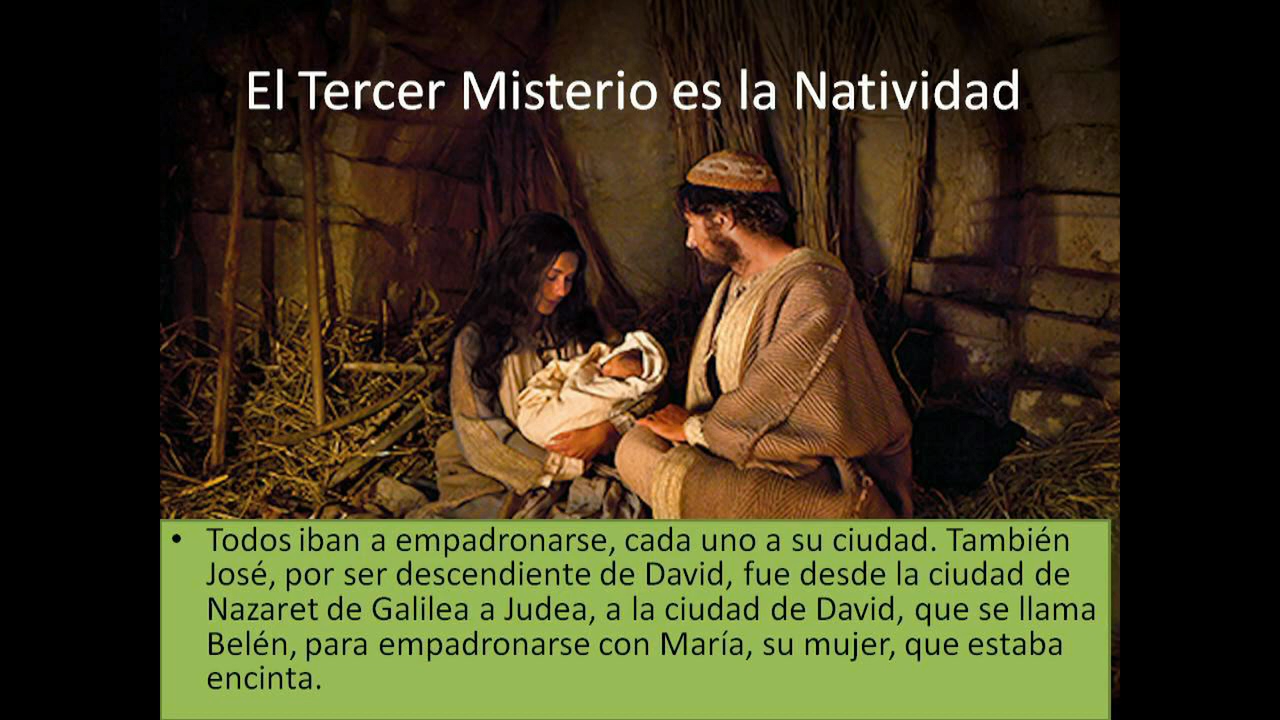 El Tercer Misterio es la Natividad
• Todos iban a empadronarse, cada uno a su ciudad. También
José, por ser descendiente de David, fue desde la ciudad de
Nazaret de Galilea a Judea, a la ciudad de David, que se llama
Belén, para empadronarse con María, su mujer, que estaba
encinta.